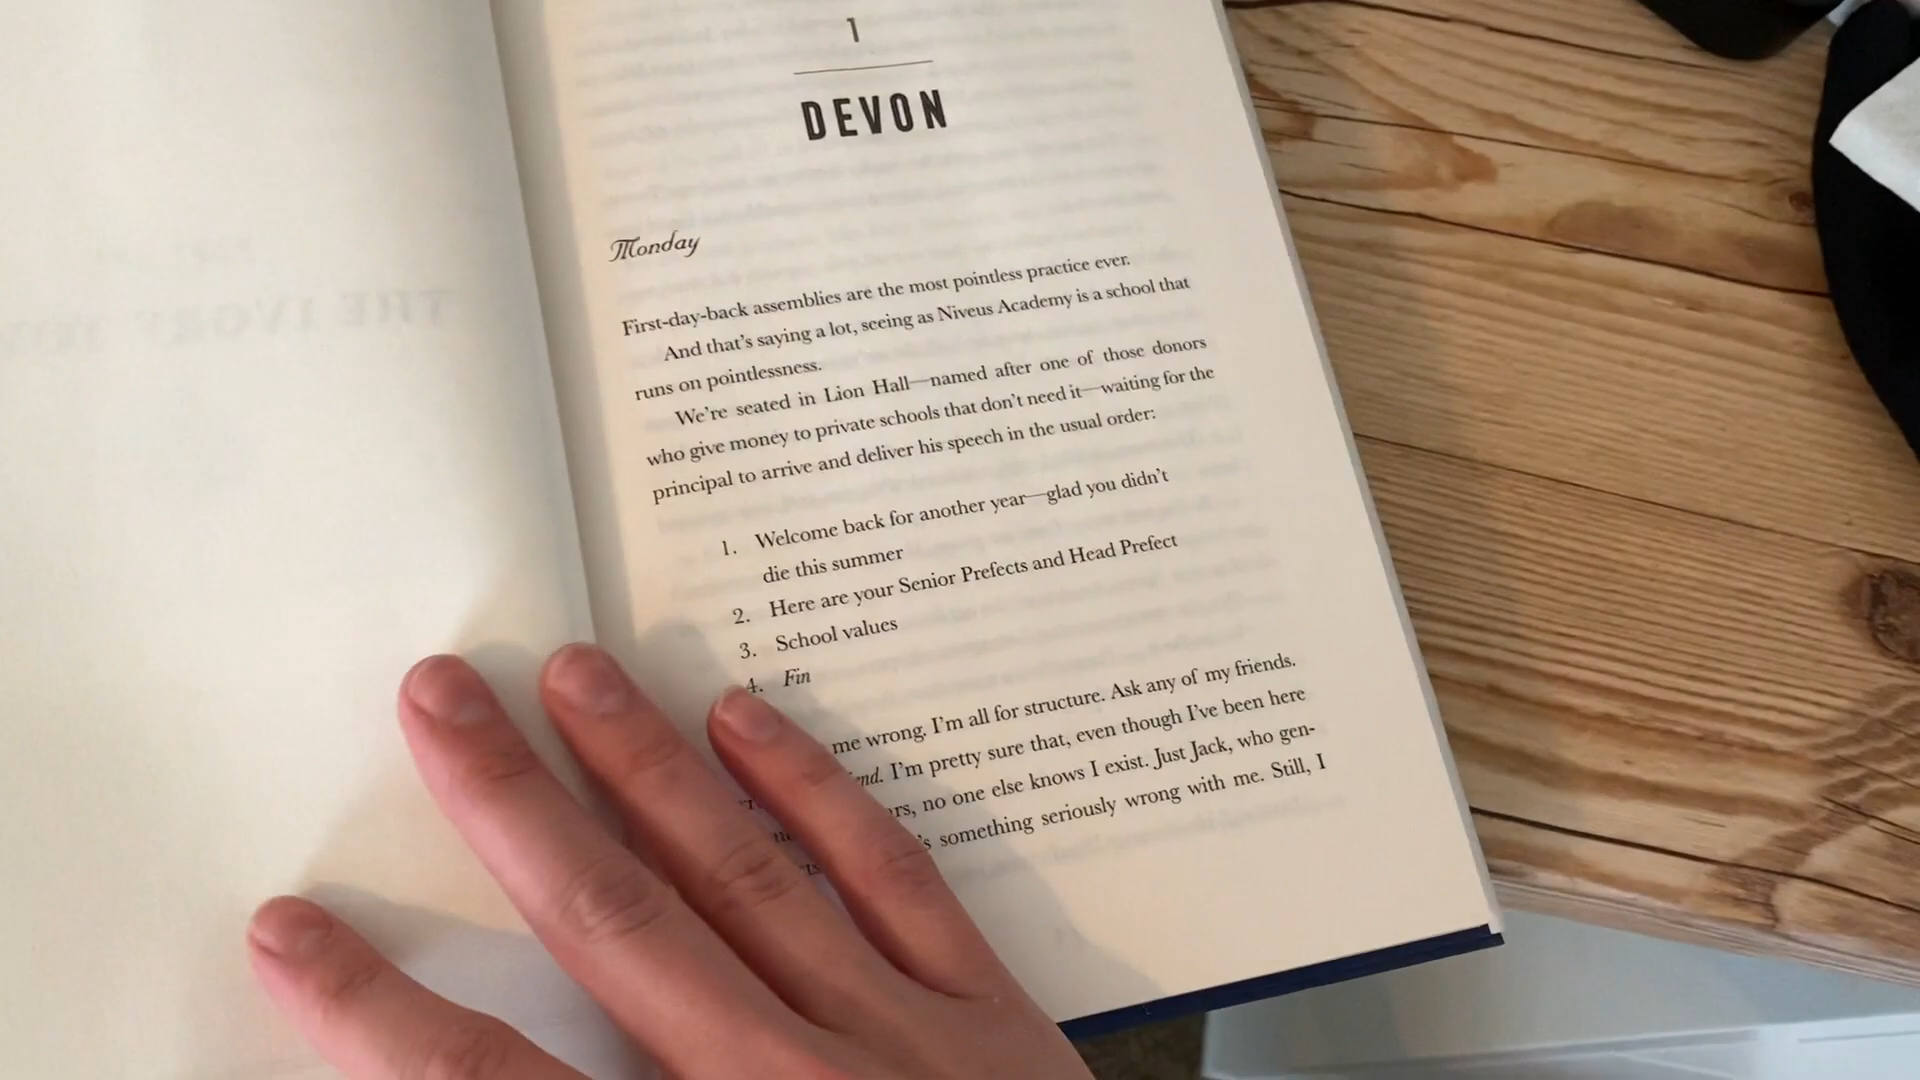 1
DEVON
Monday
First-day-back assemblies are the most pointless practice ever.
And that's saying a lot, seeing as Niveus Academy is a school that
runs on pointlessness.
We're seated in Lion Hall—named after one of those donors
who give money to private schools that don't need it—waiting for the
principal to arrive and deliver his speech in the usual order:
1. Welcome back for another year—glad you didn't
die this summer
2. Here are your Senior Prefects and Head Prefect
3. School values
4. Fin
me wrong. I'm all for structure. Ask any of my friends.
I'm pretty sure that, even though I've been here
no one else knows I exist. Just Jack, who gen-
something seriously wrong with me. Still, I